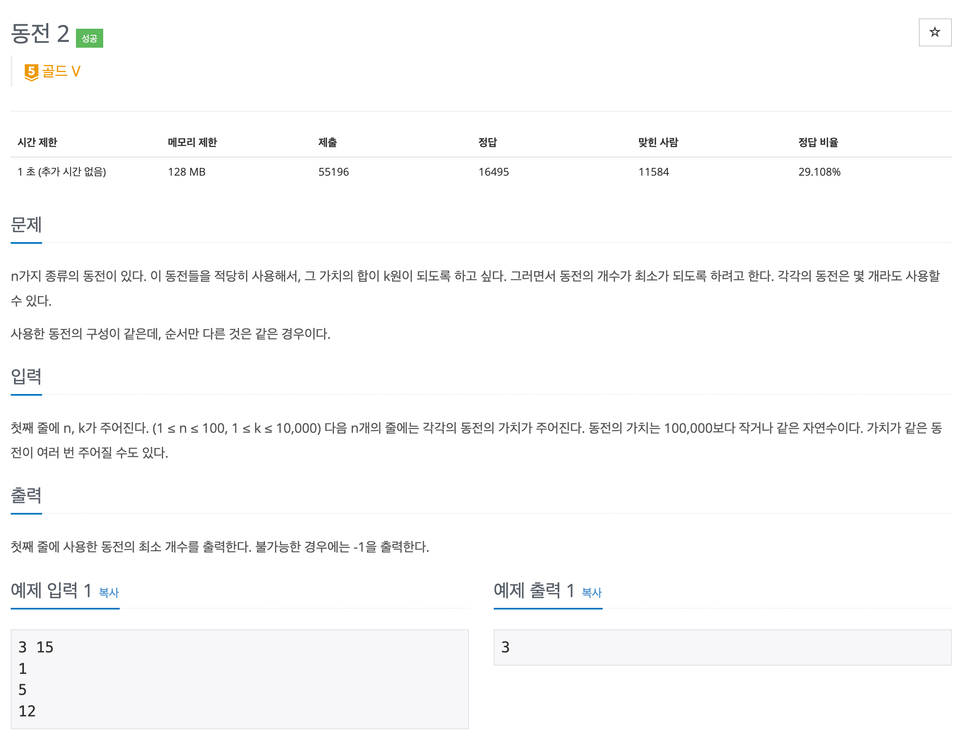 동전 2 성공
☆
5 골드 V
시간 제한 메모리 제한 제출 정답 맞힌 사람 정답 비율
1 초 (추가 시간 없음) 128 MB 55196 16495 11584 29.108%
문제
n가지 종류의 동전이 있다. 이 동전들을 적당히 사용해서, 그 가치의 합이 k원이 되도록 하고 싶다. 그러면서 동전의 개수가 최소가 되도록 하려고 한다. 각각의 동전은 몇 개라도 사용할
수 있다.
사용한 동전의 구성이 같은데, 순서만 다른 것은 같은 경우이다.
입력
첫째 줄에 n, k가 주어진다. (1 ≤ n ≤ 100, 1 ≤ k ≤ 10,000) 다음 n개의 줄에는 각각의 동전의 가치가 주어진다. 동전의 가치는 100,000보다 작거나 같은 자연수이다. 가치가 같은 동
전이 여러 번 주어질 수도 있다.
출력
첫째 줄에 사용한 동전의 최소 개수를 출력한다. 불가능한 경우에는 -1을 출력한다.
예제 입력 1 복사
3 15
1
5
12
예제 출력 1 복사
3